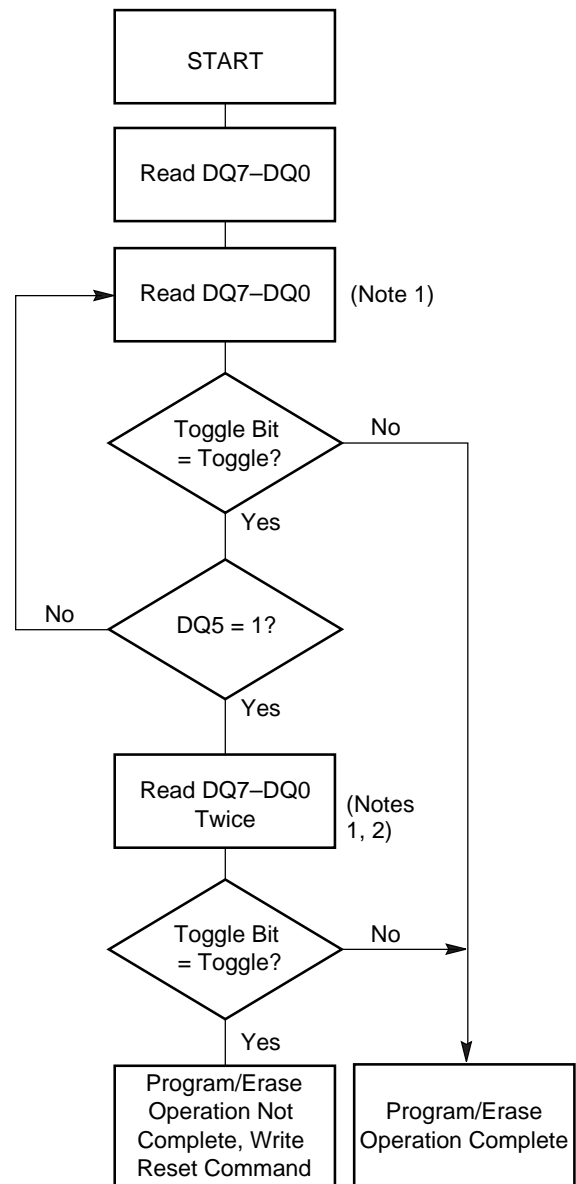 START
Read DQ7–DQ0
Read DQ7–DQ0
(Note 1)
Toggle Bit
= Toggle?
No
Yes
No
DQ5 = 1?
Yes
Read DQ7–DQ0
Twice
(Notes
1, 2)
Toggle Bit
= Toggle?
No
Yes
Program/Erase
Operation Not
Complete, Write
Reset Command
Program/Erase
Operation Complete